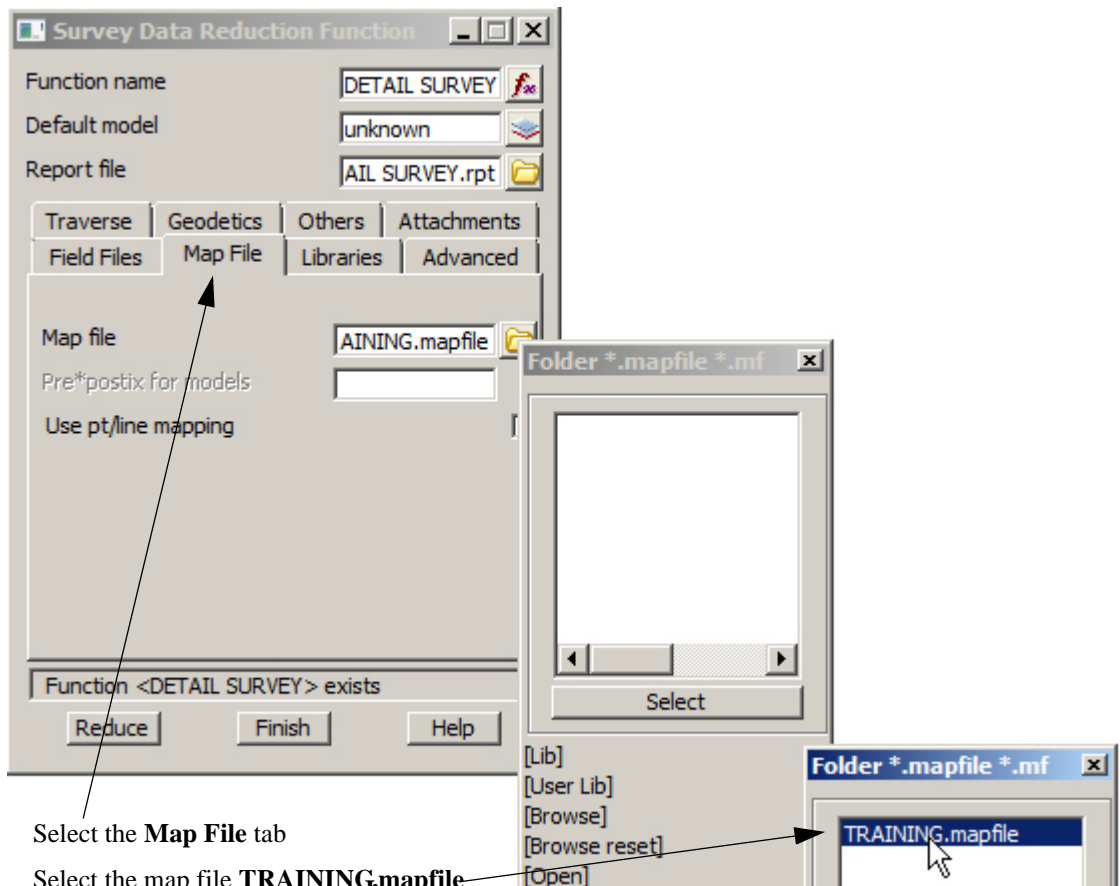 Survey Data Reduction Function
Function name DETAIL SURVEY
Default model unknown
Report file AIL SURVEY.rpt
Traverse Geodetics Others Attachments
Field Files Map File Libraries Advanced
Map file AINING.mapfile
Pre*postix for models
Use pt/line mapping
Function <DETAIL SURVEY> exists
Reduce Finish Help
Folder *.mapfile *.mf
Select
[Lib]
[User Lib]
[Browse]
[Browse reset]
[Open]
Folder *.mapfile *.mf
TRAINING.mapfile
Select the Map File tab
Select the map file TRAINING.mapfile